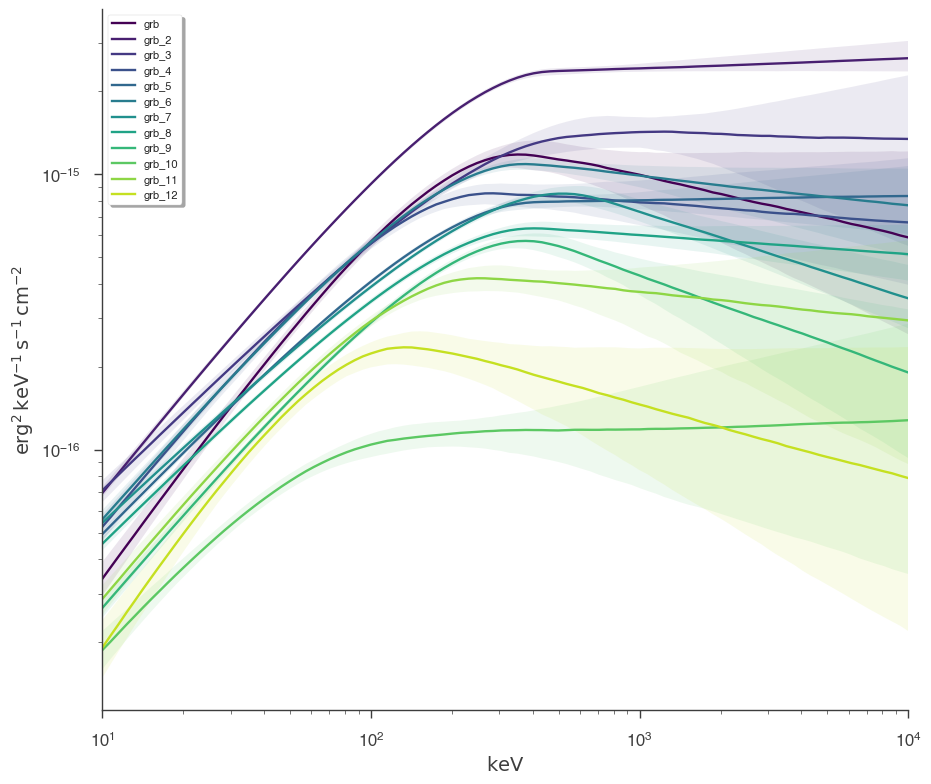 grb
grb_2
grb_3
grb_4
grb_5
grb_6
grb_7
grb_8
grb_9
grb_10
grb_11
grb_12
10⁻¹⁵
10⁻¹⁶
erg² keV⁻¹ s⁻¹ cm⁻²
10¹ 10² 10³ 10⁴
keV